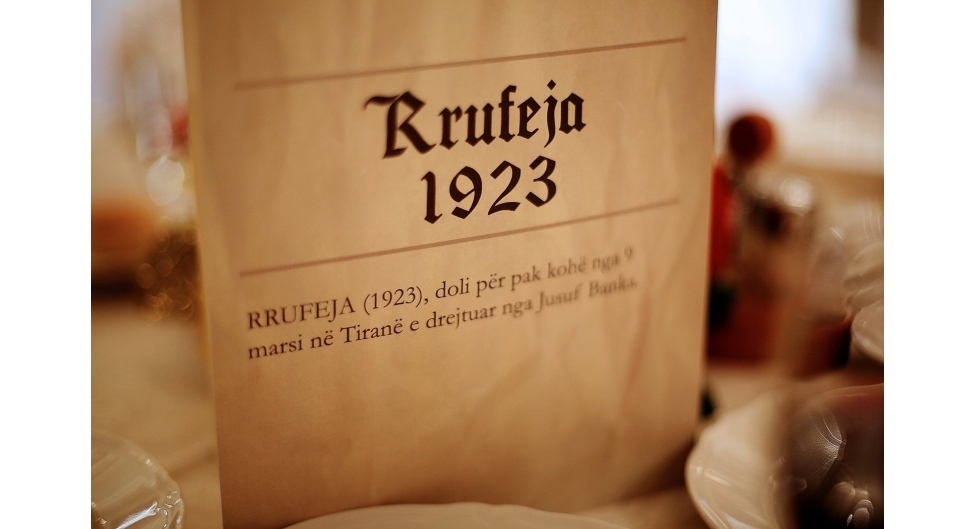 Rrufeja
1923
RRUFEJA (1923), doli për pak kohë nga 9
marsi në Tiranë e drejtuar nga Jusuf Banka.